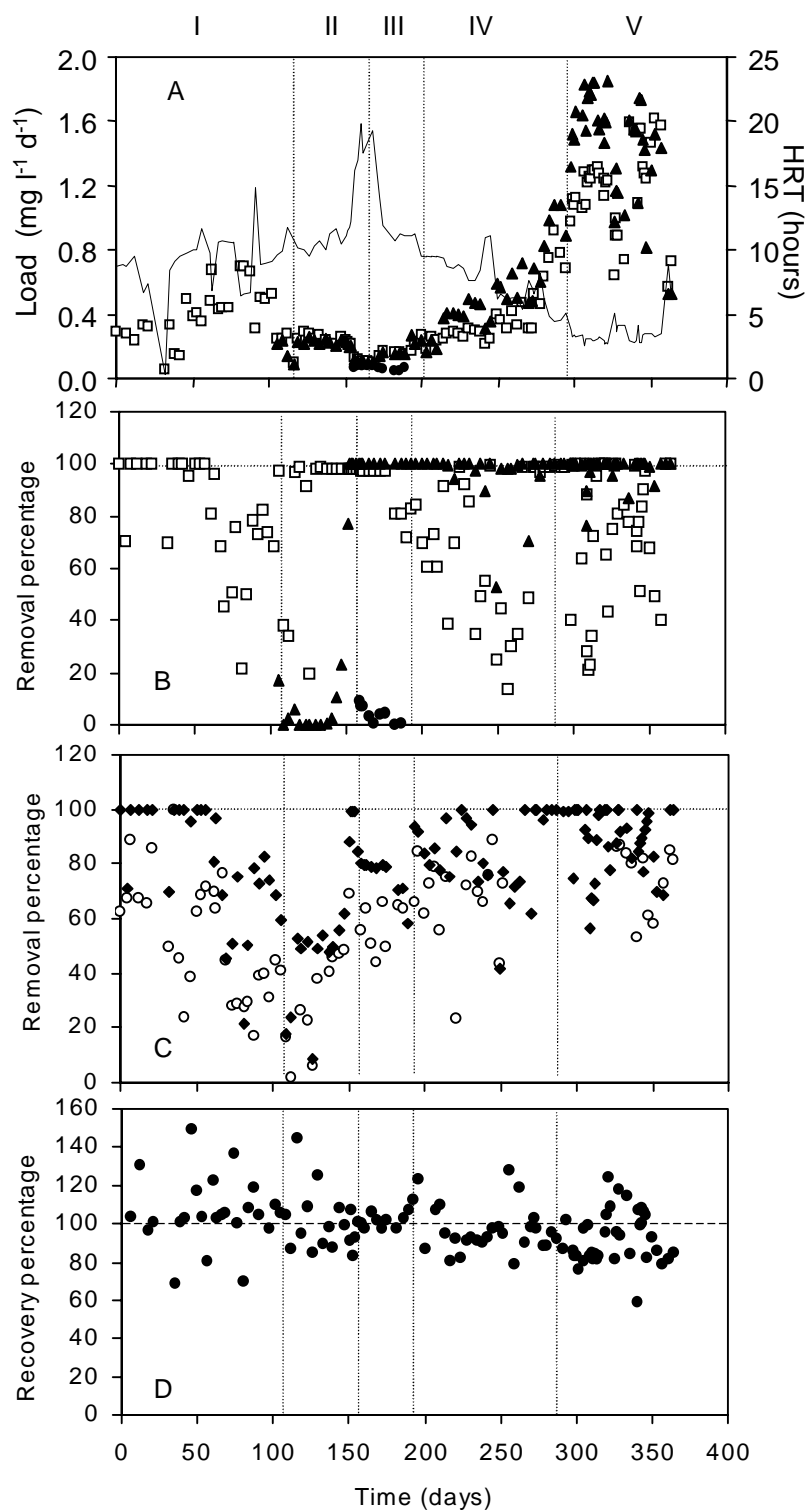 I II III IV V
A
2.0
1.6
1.2
0.8
0.4
0.0
Load (mg l⁻¹ d⁻¹)
25
20
15
10
5
0
HRT (hours)
B
120
100
80
60
40
20
0
Removal percentage
C
120
100
80
60
40
20
0
Removal percentage
D
160
140
120
100
80
60
40
20
0
Recovery percentage
0 50 100 150 200 250 300 350 400
Time (days)